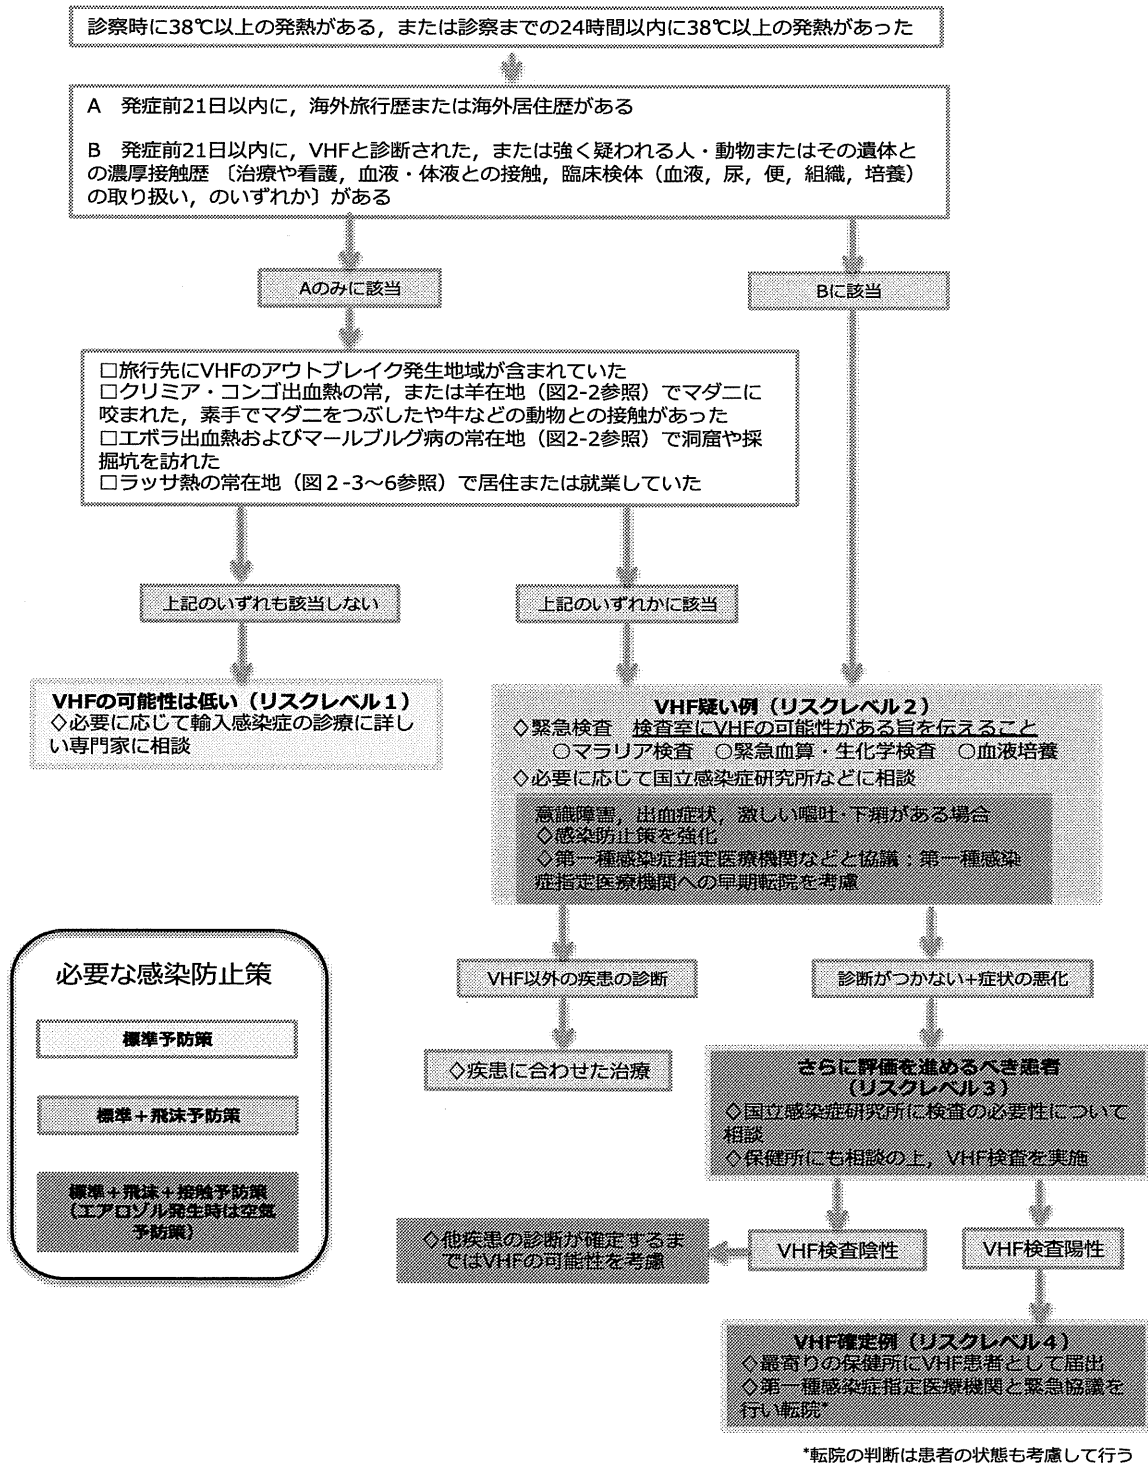 診察時に38℃以上の発熱がある，または診察までの24時間以内に38℃以上の発熱があった
A　発症前21日以内に，海外旅行歴または海外居住歴がある
B　発症前21日以内に，VHFと診断された，または強く疑われる人・動物またはその遺体と
の濃厚接触歴 〔治療や看護，血液・体液との接触，臨床検体（血液，尿，便，組織，培養）
の取り扱い，のいずれか〕がある
Aのみに該当
Bに該当
□旅行先にVHFのアウトブレイク発生地域が含まれていた
□クリミア・コンゴ出血熱の常，または羊在地（図2-2参照）でマダニに
咬まれた，素手でマダニをつぶしたや牛などの動物との接触があった
□エボラ出血熱およびマールブルグ病の常在地（図2-2参照）で洞窟や採
掘坑を訪れた
□ラッサ熱の常在地（図２-3～6参照）で居住または就業していた
上記のいずれも該当しない
上記のいずれかに該当
VHFの可能性は低い（リスクレベル１）
◇必要に応じて輸入感染症の診療に詳し
い専門家に相談
VHF疑い例（リスクレベル２）
◇緊急検査　検査室にVHFの可能性がある旨を伝えること
○マラリア検査　○緊急血算・生化学検査　○血液培養
◇必要に応じて国立感染症研究所などに相談
意識障害，出血症状，激しい嘔吐･下痢がある場合
◇感染防止策を強化
◇第一種感染症指定医療機関などと協議：第一種感染
症指定医療機関への早期転院を考慮
VHF以外の疾患の診断
診断がつかない+症状の悪化
◇疾患に合わせた治療
さらに評価を進めるべき患者
（リスクレベル３）
◇国立感染症研究所に検査の必要性について
相談
◇保健所にも相談の上，VHF検査を実施
必要な感染防止策
標準予防策
標準＋飛沫予防策
標準＋飛沫＋接触予防策
（エアロゾル発生時は空気
予防策）
◇他疾患の診断が確定するま
ではVHFの可能性を考慮
VHF検査陰性
VHF検査陽性
VHF確定例（リスクレベル４）
◇最寄りの保健所にVHF患者として届出
◇第一種感染症指定医療機関と緊急協議を
行い転院*
*転院の判断は患者の状態も考慮して行う